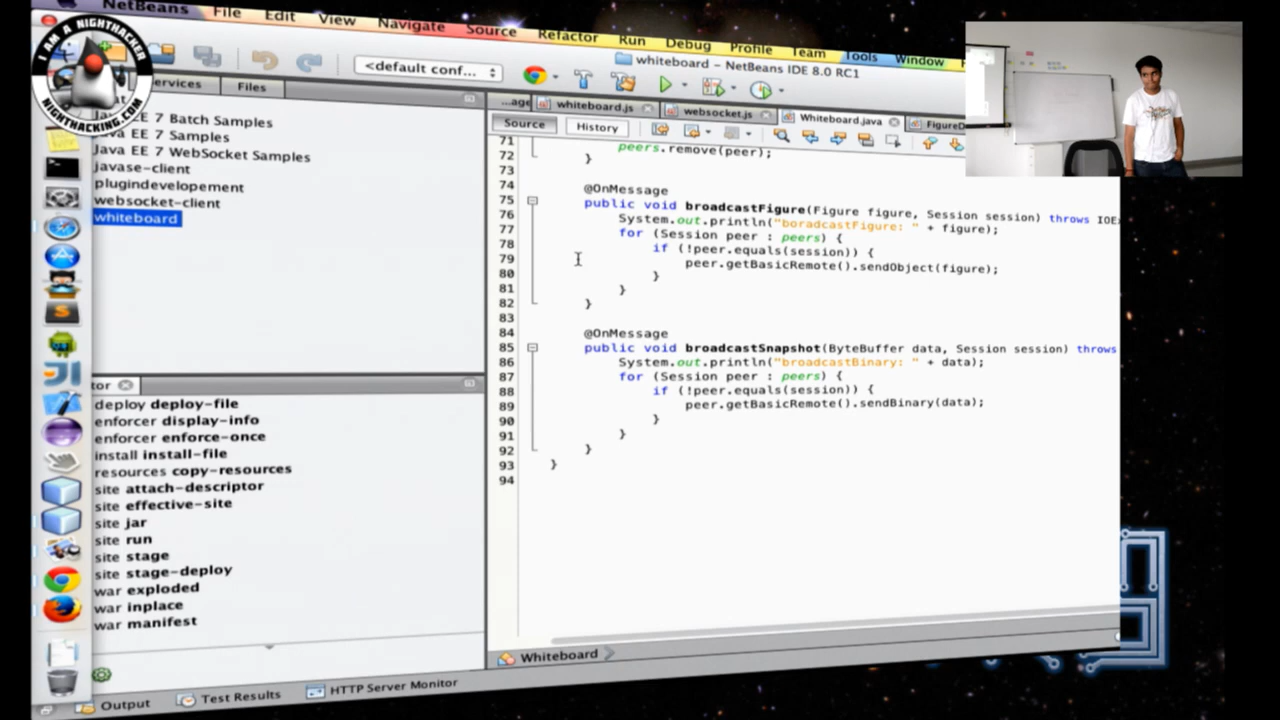 NetBeans File Edit View Navigate Source Refactor Run Debug Profile Team Tools Window
whiteboard – NetBeans IDE 8.0 RC1
I AM A NIGHTHACKER
NIGHTHACKING.COM
<default conf...
Files
...age whiteboard.js websocket.js Whiteboard.java
Source History
EE 7 Batch Samples
EE 7 Samples
Java EE 7 WebSocket Samples
javase-client
plugindevelopement
websocket-client
whiteboard
deploy deploy-file
enforcer display-info
enforcer enforce-once
install install-file
resources copy-resources
site attach-descriptor
site effective-site
site jar
site run
site stage
site stage-deploy
war exploded
war inplace
war manifest
71
72 peers.remove(peer);
73 }
74
75 @OnMessage
76 public void broadcastFigure(Figure figure, Session session) throws IOE
77 System.out.println("boradcastFigure: " + figure);
78 for (Session peer : peers) {
79 if (!peer.equals(session)) {
80 peer.getBasicRemote().sendObject(figure);
81 }
82 }
83 }
84 @OnMessage
85 public void broadcastSnapshot(ByteBuffer data, Session session) throws
86 System.out.println("broadcastBinary: " + data);
87 for (Session peer : peers) {
88 if (!peer.equals(session)) {
89 peer.getBasicRemote().sendBinary(data);
90 }
91 }
92 }
93 }
94
Whiteboard
Output Test Results HTTP Server Monitor